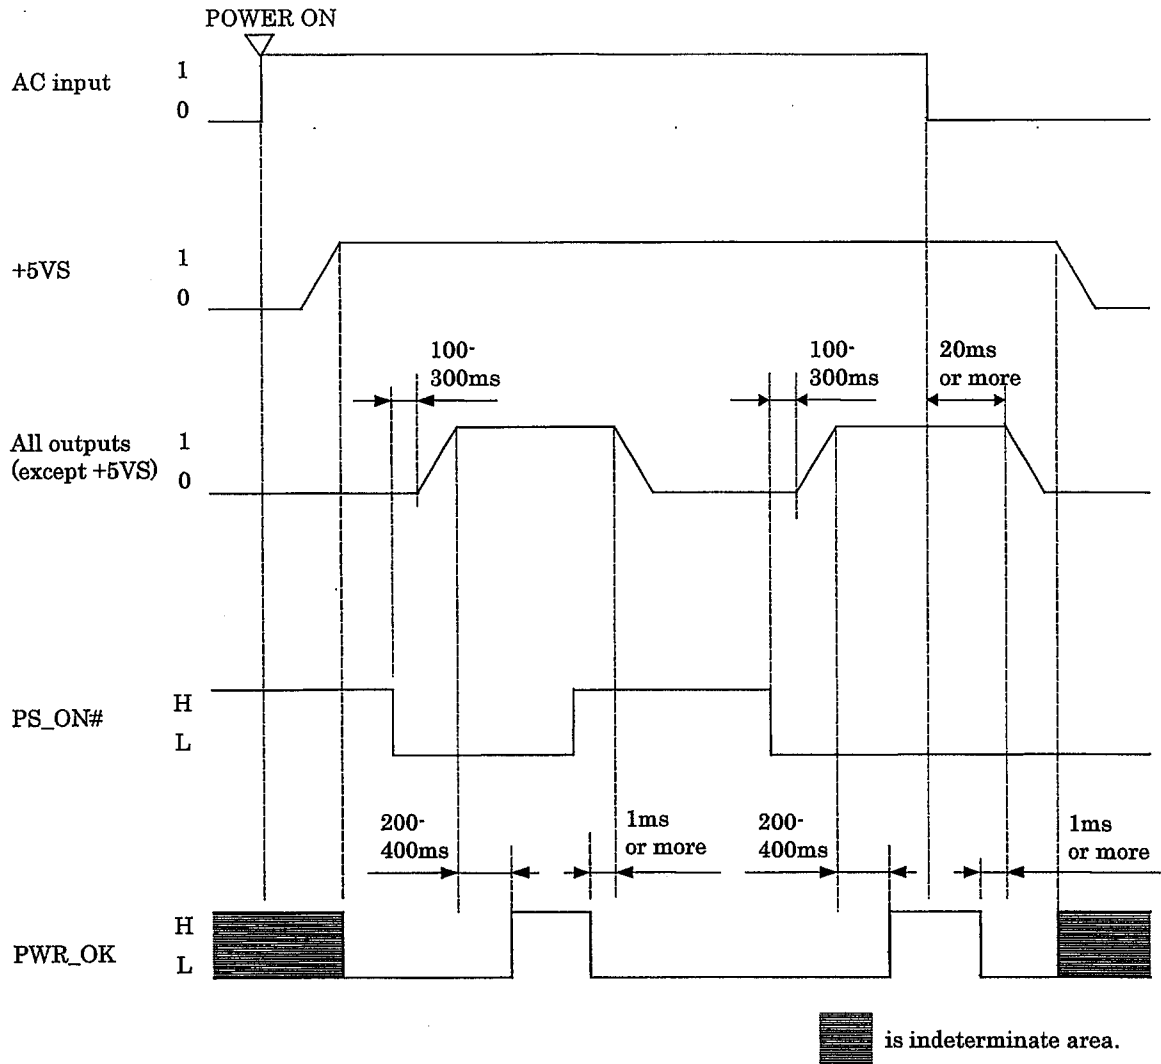 POWER ON
AC input
1
0
+5VS
1
0
100-
300ms
100-
300ms
20ms
or more
All outputs
(except +5VS)
1
0
PS_ON#
H
L
200-
400ms
1ms
or more
200-
400ms
1ms
or more
PWR_OK
H
L
is indeterminate area.